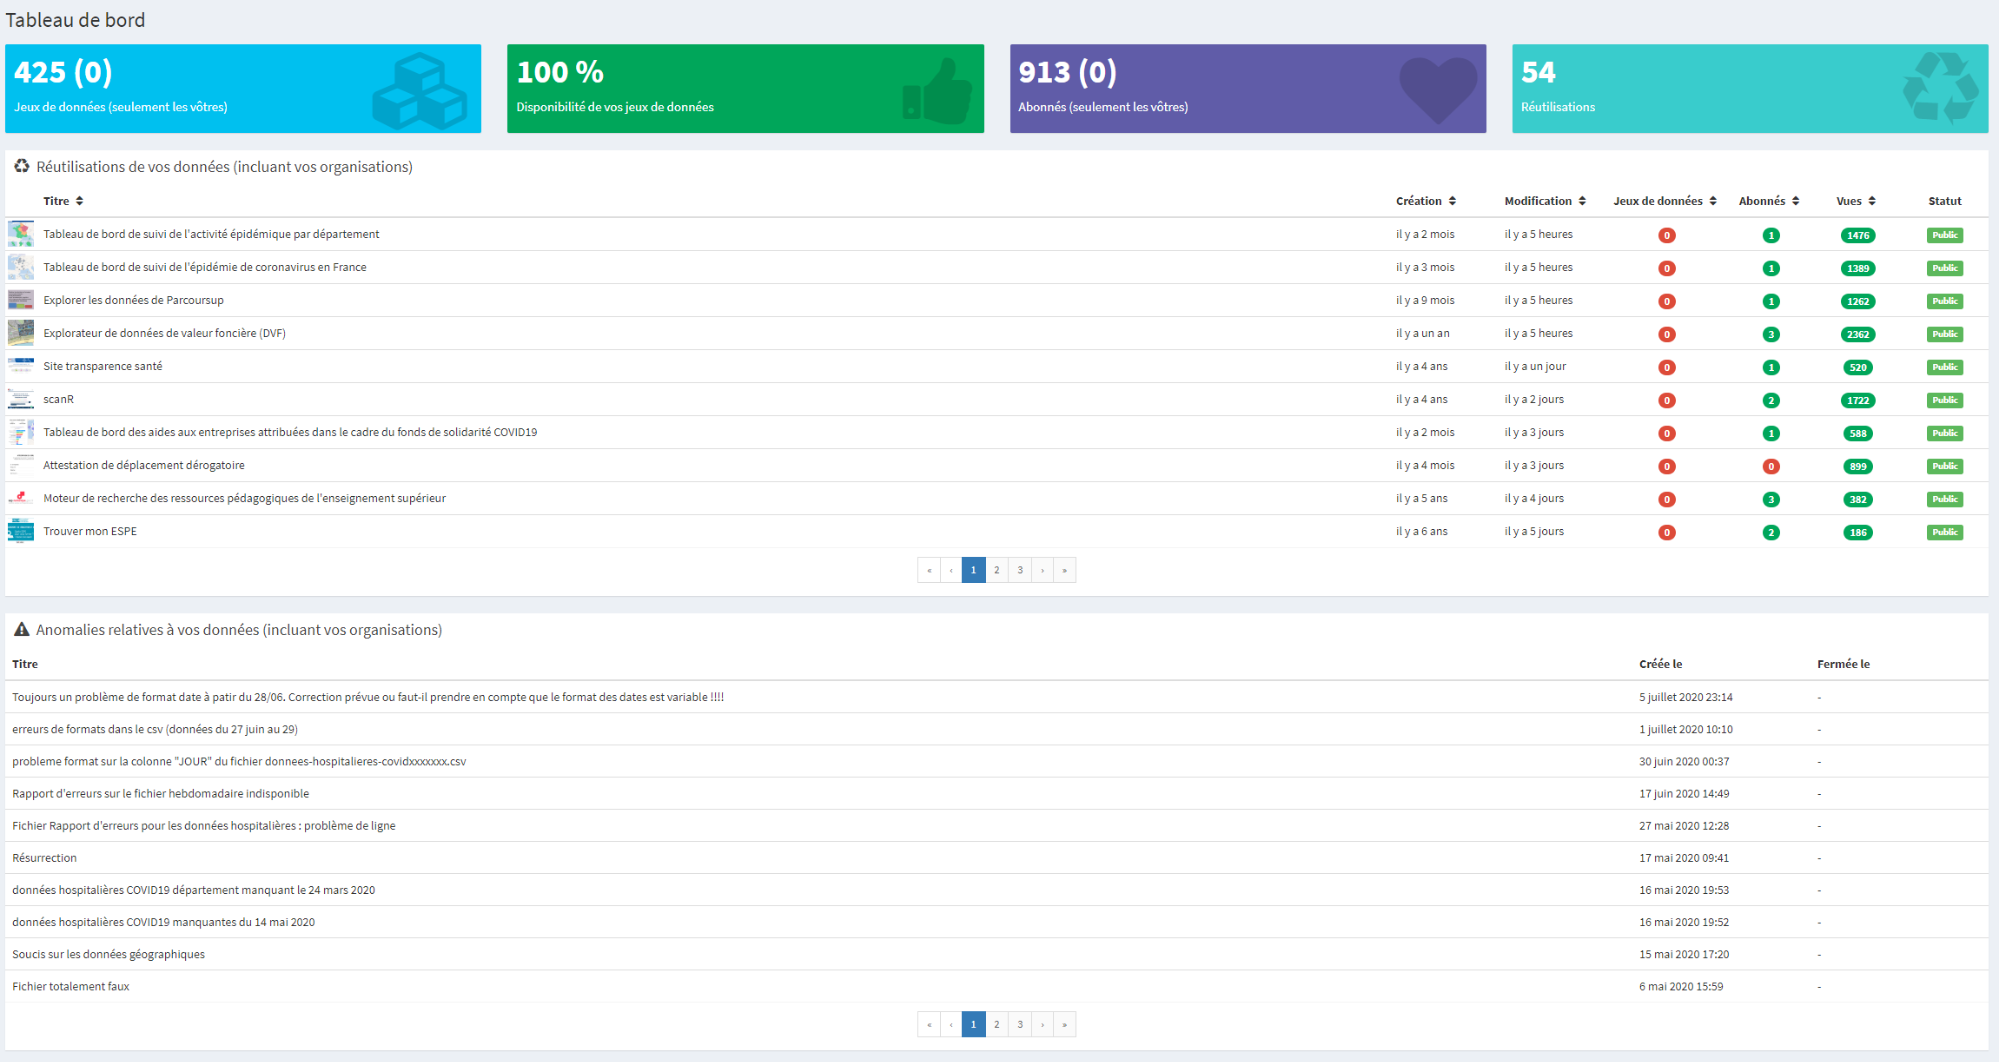 Tableau de bord
425 (0)
Jeux de données (seulement les vôtres)
100 %
Disponibilité de vos jeux de données
913 (0)
Abonnés (seulement les vôtres)
54
Réutilisations
Réutilisations de vos données (incluant vos organisations)
Titre Création Modification Jeux de données Abonnés Vues Statut
Tableau de bord de suivi de l'activité épidémique par département il y a 2 mois il y a 5 heures 0 1 1476 Public
Tableau de bord de suivi de l'épidémie de coronavirus en France il y a 3 mois il y a 5 heures 0 1 1389 Public
Explorer les données de Parcoursup il y a 9 mois il y a 5 heures 0 1 1262 Public
Explorateur de données de valeur foncière (DVF) il y a un an il y a 5 heures 0 3 2362 Public
Site transparence santé il y a 4 ans il y a un jour 0 1 520 Public
scanR il y a 4 ans il y a 2 jours 0 2 1722 Public
Tableau de bord des aides aux entreprises attribuées dans le cadre du fonds de solidarité COVID19 il y a 2 mois il y a 3 jours 0 1 588 Public
Attestation de déplacement dérogatoire il y a 4 mois il y a 3 jours 0 0 899 Public
Moteur de recherche des ressources pédagogiques de l'enseignement supérieur il y a 5 ans il y a 4 jours 0 3 382 Public
Trouver mon ESPE il y a 6 ans il y a 5 jours 0 2 186 Public
« ‹ 1 2 3 › »
Anomalies relatives à vos données (incluant vos organisations)
Titre Créée le Fermée le
Toujours un problème de format date à patir du 28/06. Correction prévue ou faut-il prendre en compte que le format des dates est variable !!!! 5 juillet 2020 23:14 -
erreurs de formats dans le csv (données du 27 juin au 29) 1 juillet 2020 10:10 -
probleme format sur la colonne "JOUR" du fichier donnees-hospitalieres-covidxxxxxxx.csv 30 juin 2020 00:37 -
Rapport d'erreurs sur le fichier hebdomadaire indisponible 17 juin 2020 14:49 -
Fichier Rapport d'erreurs pour les données hospitalières : problème de ligne 27 mai 2020 12:28 -
Résurrection 17 mai 2020 09:41 -
données hospitalières COVID19 département manquant le 24 mars 2020 16 mai 2020 19:53 -
données hospitalières COVID19 manquantes du 14 mai 2020 16 mai 2020 19:52 -
Soucis sur les données géographiques 15 mai 2020 17:20 -
Fichier totalement faux 6 mai 2020 15:59 -
« ‹ 1 2 3 › »